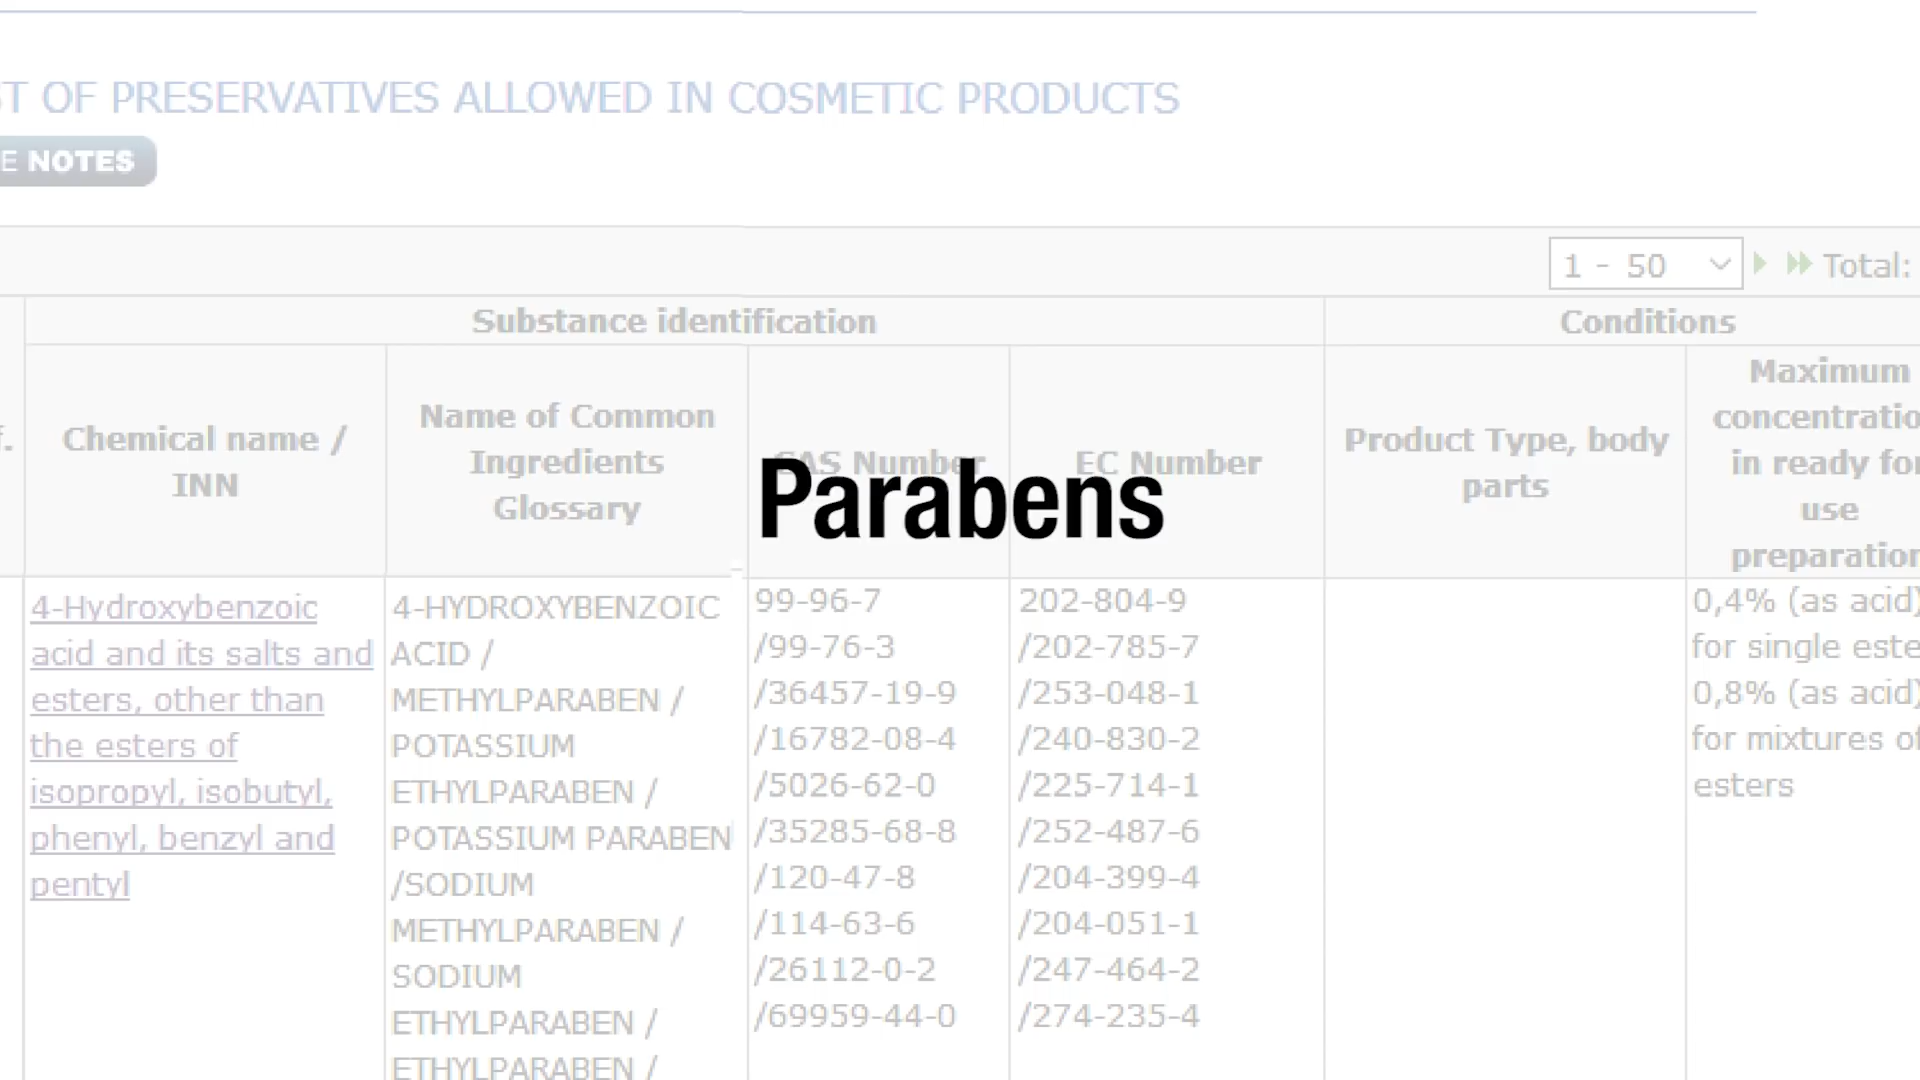 ST OF PRESERVATIVES ALLOWED IN COSMETIC PRODUCTS
E NOTES
1 - 50 Total:
Substance identification
Conditions
f.
Chemical name /
INN
Name of Common
Ingredients
Glossary
CAS Number
EC Number
Product Type, body
parts
Maximum
concentratio
in ready for
use
preparation
Parabens
4-Hydroxybenzoic
acid and its salts and
esters, other than
the esters of
isopropyl, isobutyl,
phenyl, benzyl and
pentyl
4-HYDROXYBENZOIC
ACID /
METHYLPARABEN /
POTASSIUM
ETHYLPARABEN /
POTASSIUM PARABEN
/SODIUM
METHYLPARABEN /
SODIUM
ETHYLPARABEN /
ETHYLPARABEN /
99-96-7
/99-76-3
/36457-19-9
/16782-08-4
/5026-62-0
/35285-68-8
/120-47-8
/114-63-6
/26112-0-2
/69959-44-0
202-804-9
/202-785-7
/253-048-1
/240-830-2
/225-714-1
/252-487-6
/204-399-4
/204-051-1
/247-464-2
/274-235-4
0,4% (as acid)
for single este
0,8% (as acid)
for mixtures of
esters